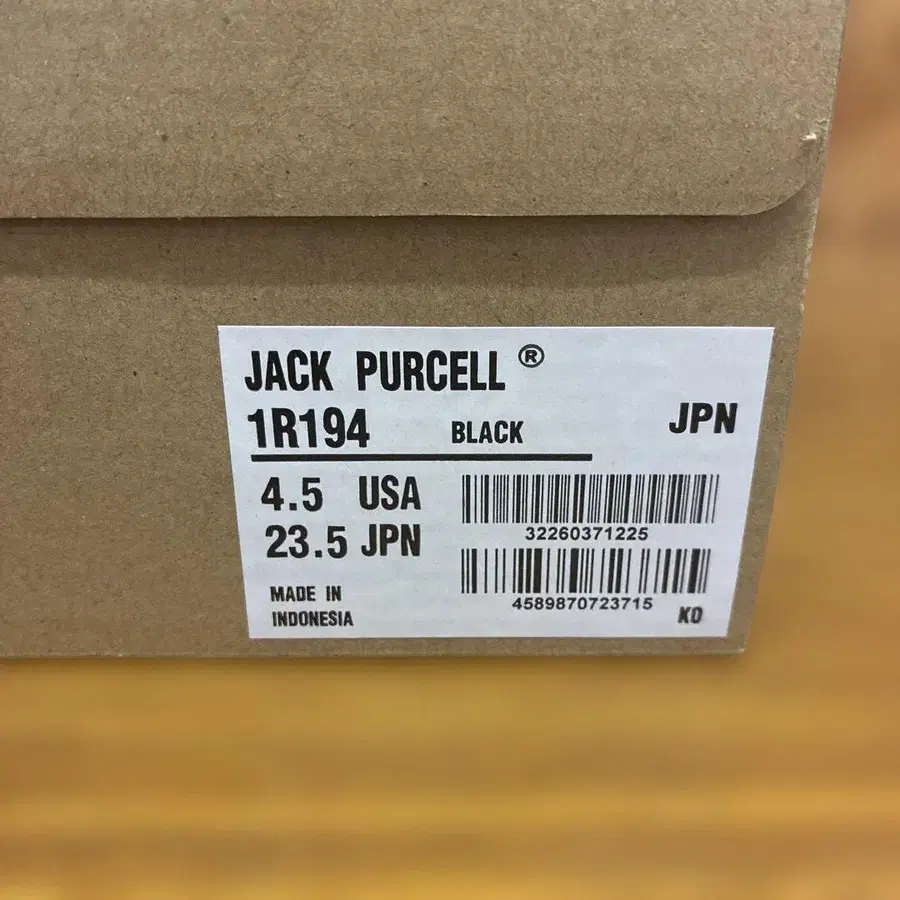 JACK PURCELL ®
1R194 BLACK JPN
4.5 USA
23.5 JPN
32260371225
4589870723715
MADE IN
INDONESIA
KO